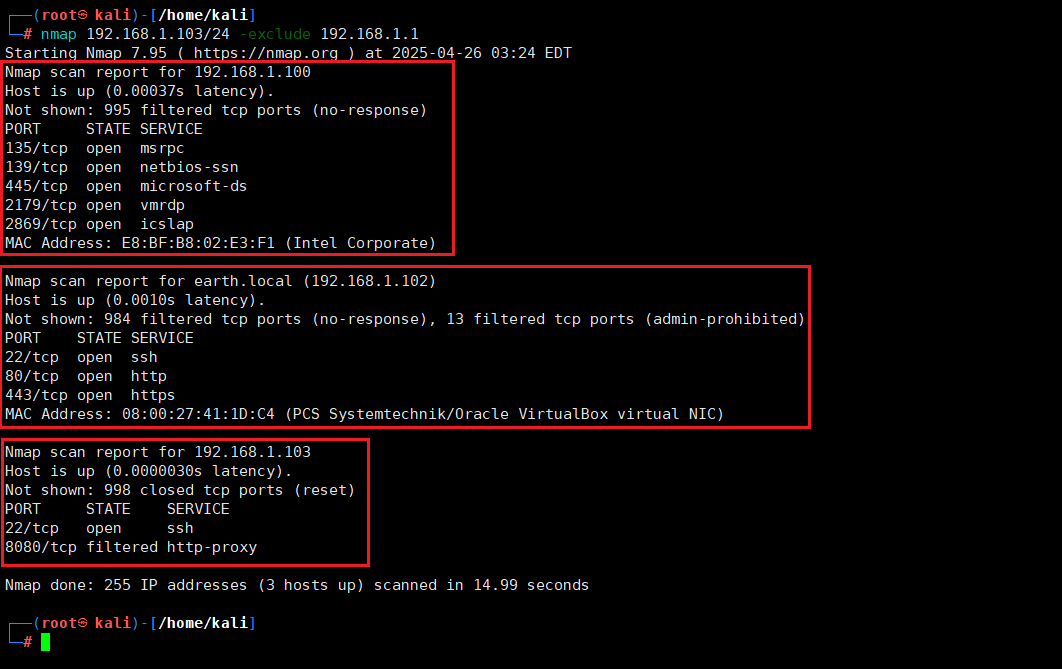 ┌──(root㉿kali)-[/home/kali]
└─# nmap 192.168.1.103/24 -exclude 192.168.1.1
Starting Nmap 7.95 ( https://nmap.org ) at 2025-04-26 03:24 EDT
Nmap scan report for 192.168.1.100
Host is up (0.00037s latency).
Not shown: 995 filtered tcp ports (no-response)
PORT     STATE SERVICE
135/tcp  open  msrpc
139/tcp  open  netbios-ssn
445/tcp  open  microsoft-ds
2179/tcp open  vmrdp
2869/tcp open  icslap
MAC Address: E8:BF:B8:02:E3:F1 (Intel Corporate)
Nmap scan report for earth.local (192.168.1.102)
Host is up (0.0010s latency).
Not shown: 984 filtered tcp ports (no-response), 13 filtered tcp ports (admin-prohibited)
PORT    STATE SERVICE
22/tcp  open  ssh
80/tcp  open  http
443/tcp open  https
MAC Address: 08:00:27:41:1D:C4 (PCS Systemtechnik/Oracle VirtualBox virtual NIC)
Nmap scan report for 192.168.1.103
Host is up (0.0000030s latency).
Not shown: 998 closed tcp ports (reset)
PORT     STATE    SERVICE
22/tcp   open     ssh
8080/tcp filtered http-proxy
Nmap done: 255 IP addresses (3 hosts up) scanned in 14.99 seconds
┌──(root㉿kali)-[/home/kali]
└─#